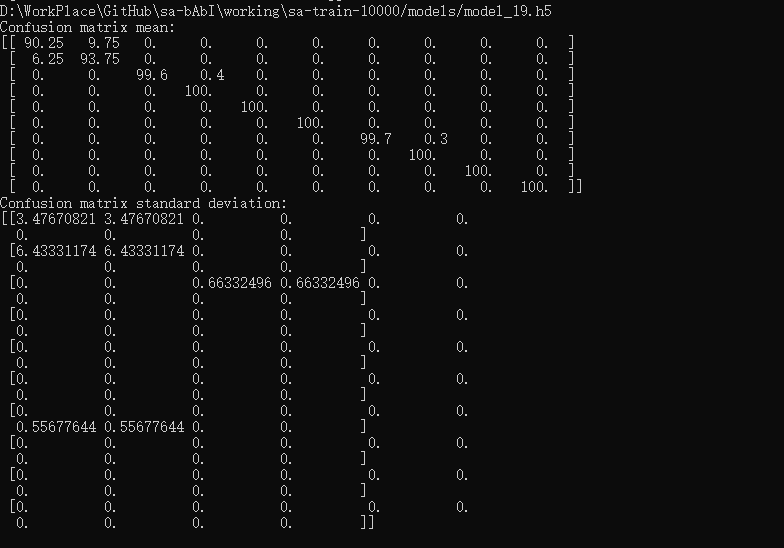 D:\WorkPlace\GitHub\sa-bAbI\working\sa-train-10000/models/model_19.h5
Confusion matrix mean:
[[ 90.25   9.75   0.     0.     0.     0.     0.     0.     0.     0.  ]
 [  6.25  93.75   0.     0.     0.     0.     0.     0.     0.     0.  ]
 [  0.     0.    99.6    0.4    0.     0.     0.     0.     0.     0.  ]
 [  0.     0.     0.   100.     0.     0.     0.     0.     0.     0.  ]
 [  0.     0.     0.     0.   100.     0.     0.     0.     0.     0.  ]
 [  0.     0.     0.     0.     0.   100.     0.     0.     0.     0.  ]
 [  0.     0.     0.     0.     0.     0.    99.7    0.3    0.     0.  ]
 [  0.     0.     0.     0.     0.     0.     0.   100.     0.     0.  ]
 [  0.     0.     0.     0.     0.     0.     0.     0.   100.     0.  ]
 [  0.     0.     0.     0.     0.     0.     0.     0.     0.   100.  ]]
Confusion matrix standard deviation:
[[3.47670821 3.47670821 0.         0.         0.         0.
  0.         0.         0.         0.        ]
 [6.43331174 6.43331174 0.         0.         0.         0.
  0.         0.         0.         0.        ]
 [0.         0.         0.66332496 0.66332496 0.         0.
  0.         0.         0.         0.        ]
 [0.         0.         0.         0.         0.         0.
  0.         0.         0.         0.        ]
 [0.         0.         0.         0.         0.         0.
  0.         0.         0.         0.        ]
 [0.         0.         0.         0.         0.         0.
  0.         0.         0.         0.        ]
 [0.         0.         0.         0.         0.         0.
  0.55677644 0.55677644 0.         0.        ]
 [0.         0.         0.         0.         0.         0.
  0.         0.         0.         0.        ]
 [0.         0.         0.         0.         0.         0.
  0.         0.         0.         0.        ]
 [0.         0.         0.         0.         0.         0.
  0.         0.         0.         0.        ]]